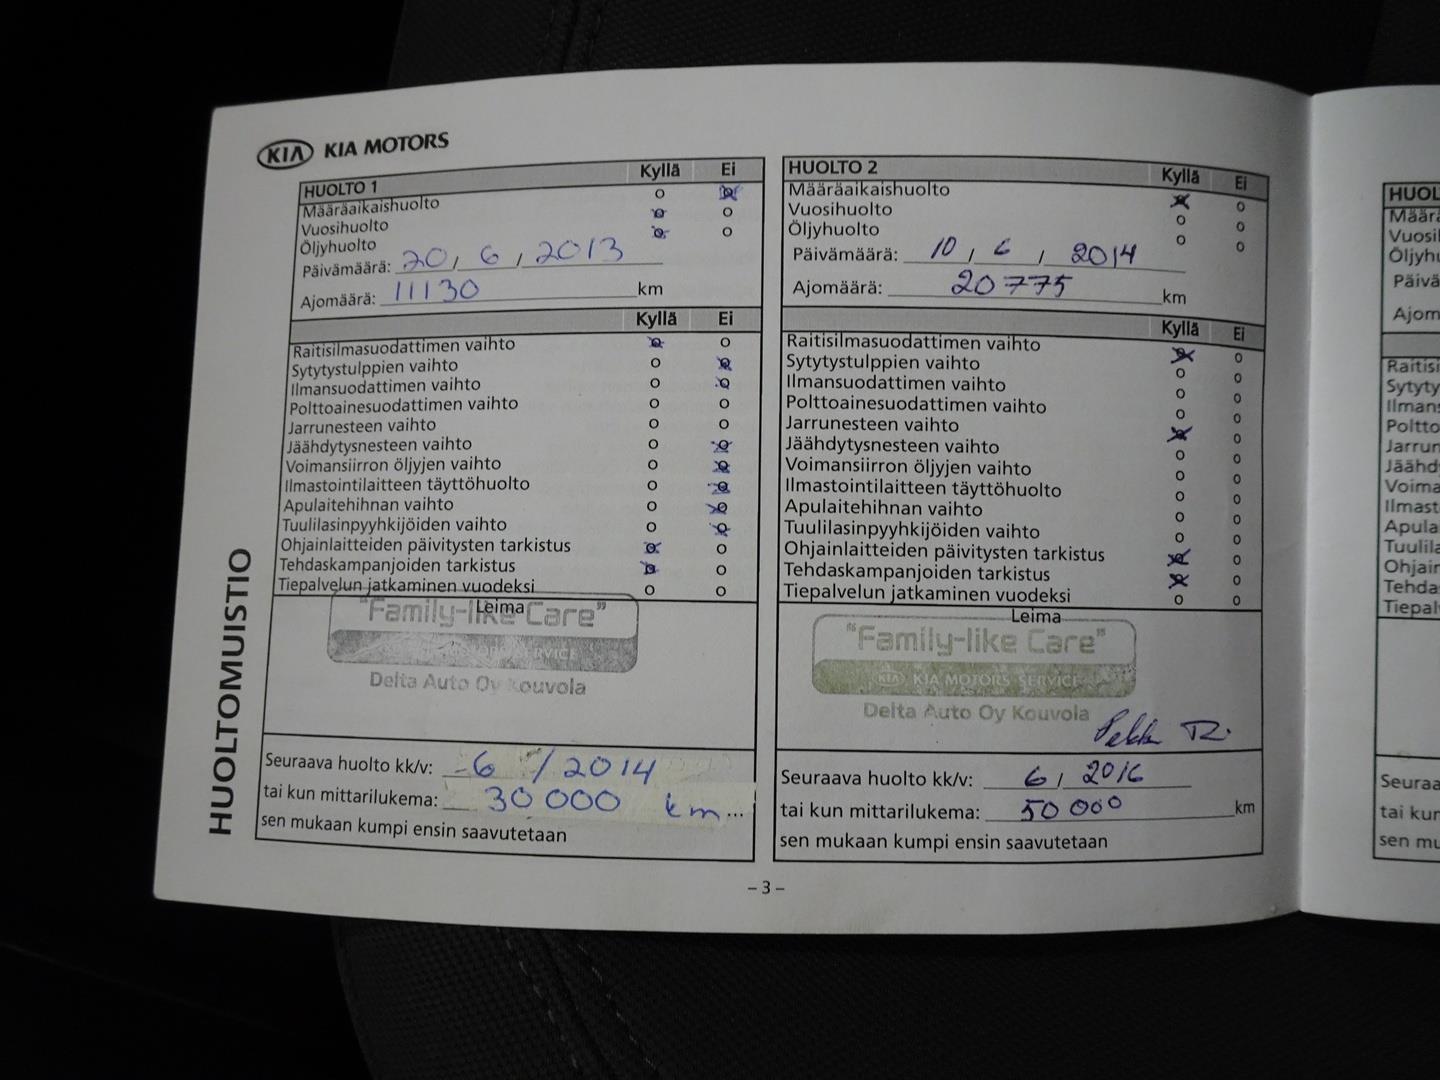 KIA KIA MOTORS
HUOLTOMUISTIO
HUOLTO 1 Kyllä Ei
Määräaikaishuolto o o
Vuosihuolto o o
Öljyhuolto o o
Päivämäärä: 20 / 6 / 2013
Ajomäärä: 11130 km
Kyllä Ei
Raitisilmasuodattimen vaihto o o
Sytytystulppien vaihto o o
Ilmansuodattimen vaihto o o
Polttoainesuodattimen vaihto o o
Jarrunesteen vaihto o o
Jäähdytysnesteen vaihto o o
Voimansiirron öljyjen vaihto o o
Ilmastointilaitteen täyttöhuolto o o
Apulaitehihnan vaihto o o
Tuulilasinpyyhkijöiden vaihto o o
Ohjainlaitteiden päivitysten tarkistus o o
Tehdaskampanjoiden tarkistus o o
Tiepalvelun jatkaminen vuodeksi o o
Leima
"Family-like Care"
MOTORS SERVICE
Delta Auto Oy Kouvola
Seuraava huolto kk/v: 6 / 2014
tai kun mittarilukema: 30 000 km ...
sen mukaan kumpi ensin saavutetaan
HUOLTO 2 Kyllä Ei
Määräaikaishuolto o o
Vuosihuolto o o
Öljyhuolto o o
Päivämäärä: 10 / 6 / 2014
Ajomäärä: 20775 km
Kyllä Ei
Raitisilmasuodattimen vaihto o o
Sytytystulppien vaihto o o
Ilmansuodattimen vaihto o o
Polttoainesuodattimen vaihto o o
Jarrunesteen vaihto o o
Jäähdytysnesteen vaihto o o
Voimansiirron öljyjen vaihto o o
Ilmastointilaitteen täyttöhuolto o o
Apulaitehihnan vaihto o o
Tuulilasinpyyhkijöiden vaihto o o
Ohjainlaitteiden päivitysten tarkistus o o
Tehdaskampanjoiden tarkistus o o
Tiepalvelun jatkaminen vuodeksi o o
Leima
"Family-like Care"
KIA KIA MOTORS SERVICE
Delta Auto Oy Kouvola
Seuraava huolto kk/v: 6 / 2016
tai kun mittarilukema: 50 000 km
sen mukaan kumpi ensin saavutetaan
– 3 –